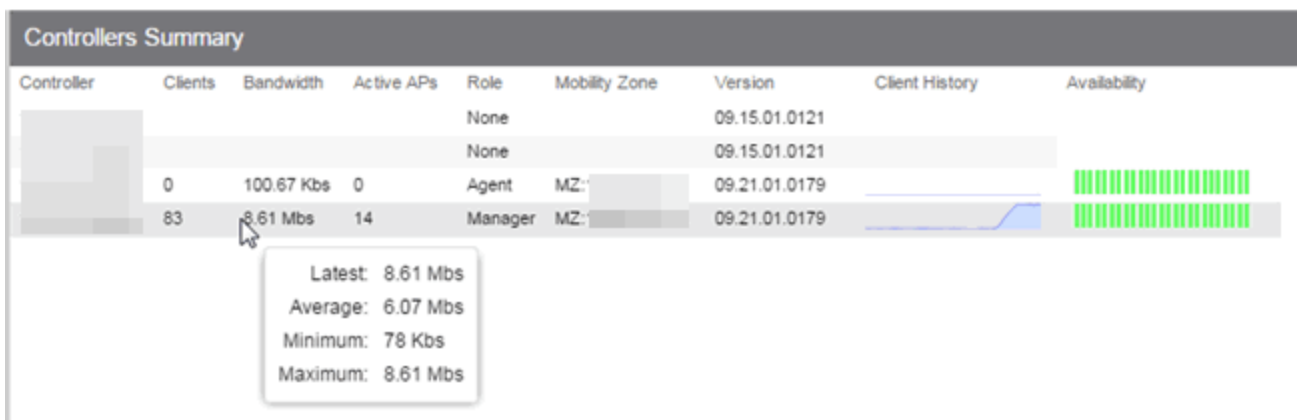 Controllers Summary
Controller Clients Bandwidth Active APs Role Mobility Zone Version Client History Availability
None 09.15.01.0121
None 09.15.01.0121
0 100.67 Kbs 0 Agent MZ: 09.21.01.0179
83 8.61 Mbs 14 Manager MZ: 09.21.01.0179
Latest: 8.61 Mbs
Average: 6.07 Mbs
Minimum: 78 Kbs
Maximum: 8.61 Mbs